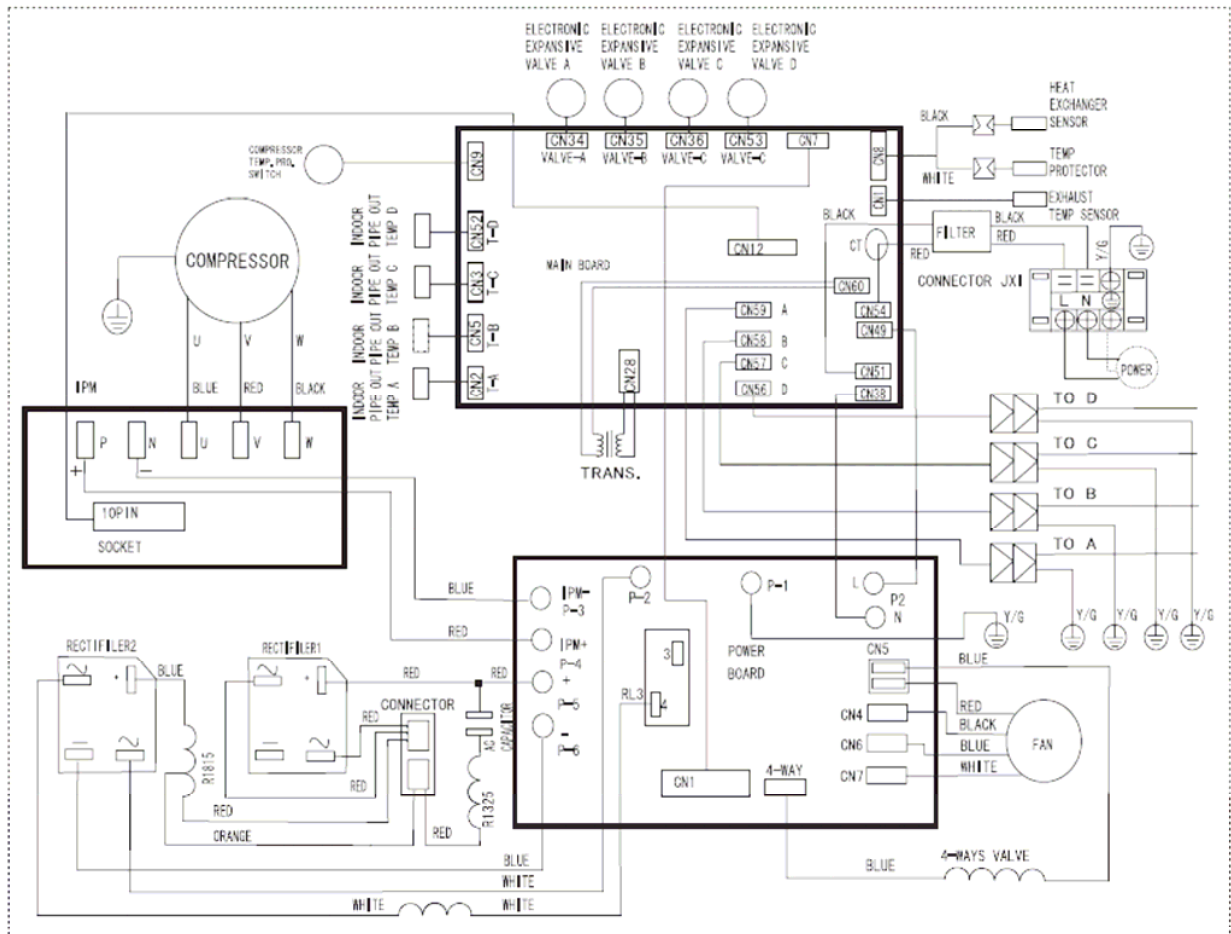 ELECTRONIC EXPANSIVE VALVE A
ELECTRONIC EXPANSIVE VALVE B
ELECTRONIC EXPANSIVE VALVE C
ELECTRONIC EXPANSIVE VALVE D
HEAT EXCHANGER SENSOR
BLACK
TEMP PROTECTOR
WHITE
EXHAUST TEMP SENSOR
COMPRESSOR TEMP. PRO. SWITCH
CN9
CN34
VALVE-A
CN35
VALVE-B
CN36
VALVE-C
CN53
VALVE-C
CN7
CN8
CN1
BLACK
CT
RED
FILTER
BLACK
RED
Y/G
CONNECTOR JX1
L N
POWER
COMPRESSOR
INDOOR PIPE OUT TEMP D
CN52
T-D
INDOOR PIPE OUT TEMP C
CN3
T-C
INDOOR PIPE OUT TEMP B
CN5
T-B
INDOOR PIPE OUT TEMP A
CN2
T-A
CN12
MAIN BOARD
CN60
CN59 A
CN58 B
CN57 C
CN56 D
CN54
CN49
CN51
CN38
CN28
TRANS.
U
V
W
BLUE
RED
BLACK
IPM
P
N
U
V
W
+
-
10PIN
SOCKET
TO D
TO C
TO B
TO A
Y/G
Y/G
Y/G
Y/G
Y/G
BLUE
RED
IPM-
P-3
IPM+
P-4
+
P-5
-
P-6
P-2
P-1
L
P2
N
POWER BOARD
3
RL3
4
CN5
CN4
CN6
CN7
CN1
4-WAY
BLUE
RED
BLACK
BLUE
WHITE
FAN
BLUE
4-WAYS VALVE
RECTIFILER2
+
BLUE
R1815
RECTIFILER1
+
RED
RED
CONNECTOR
RED
AC CAPACITOR
R1325
RED
RED
RED
ORANGE
RED
BLUE
WHITE
WHITE
WHITE